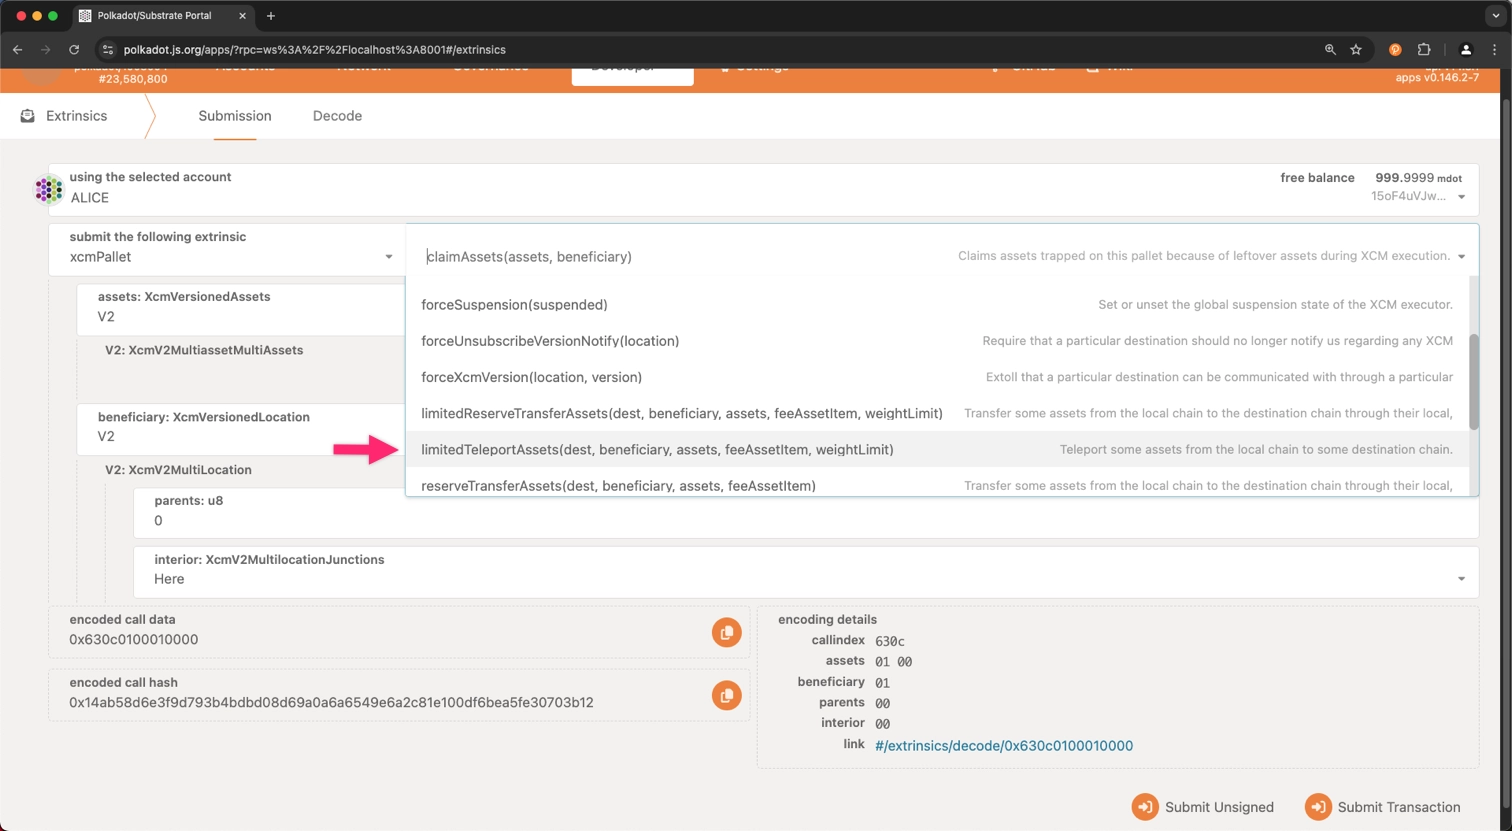 Polkadot/Substrate Portal
polkadot.js.org/apps/?rpc=ws%3A%2F%2Flocalhost%3A8001#/extrinsics
#23,580,800
Developer
Settings
apps v0.146.2-7
Extrinsics
Submission
Decode
using the selected account
ALICE
free balance 999.9999 mdot
15oF4uVJw...
submit the following extrinsic
xcmPallet
claimAssets(assets, beneficiary) Claims assets trapped on this pallet because of leftover assets during XCM execution.
forceSuspension(suspended) Set or unset the global suspension state of the XCM executor.
forceUnsubscribeVersionNotify(location) Require that a particular destination should no longer notify us regarding any XCM
forceXcmVersion(location, version) Extoll that a particular destination can be communicated with through a particular
limitedReserveTransferAssets(dest, beneficiary, assets, feeAssetItem, weightLimit) Transfer some assets from the local chain to the destination chain through their local,
limitedTeleportAssets(dest, beneficiary, assets, feeAssetItem, weightLimit) Teleport some assets from the local chain to some destination chain.
reserveTransferAssets(dest, beneficiary, assets, feeAssetItem) Transfer some assets from the local chain to the destination chain through their local,
assets: XcmVersionedAssets
V2
V2: XcmV2MultiassetMultiAssets
beneficiary: XcmVersionedLocation
V2
V2: XcmV2MultiLocation
parents: u8
0
interior: XcmV2MultilocationJunctions
Here
encoded call data
0x630c0100010000
encoded call hash
0x14ab58d6e3f9d793b4bdbd08d69a0a6a6549e6a2c81e100df6bea5fe30703b12
encoding details
callindex 630c
assets 01 00
beneficiary 01
parents 00
interior 00
link #/extrinsics/decode/0x630c0100010000
Submit Unsigned
Submit Transaction